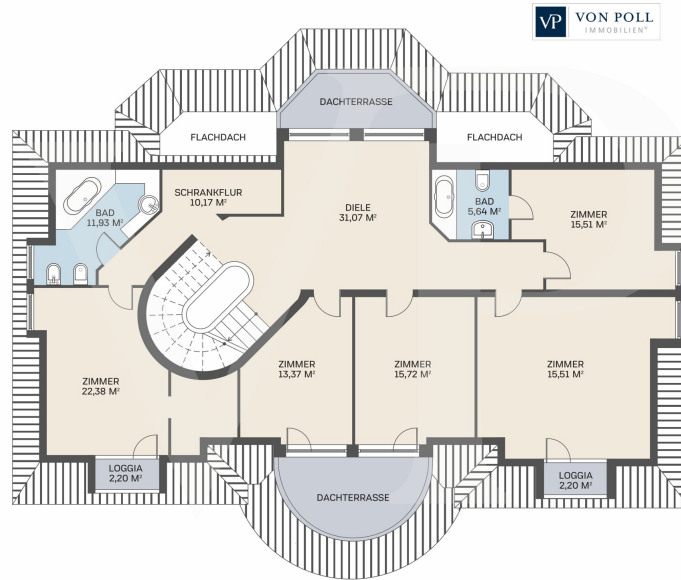 VP VON POLL
IMMOBILIEN®
DACHTERRASSE
FLACHDACH
FLACHDACH
SCHRANKFLUR
10,17 M²
BAD
11,93 M²
DIELE
31,07 M²
BAD
5,64 M²
ZIMMER
15,51 M²
ZIMMER
22,38 M²
ZIMMER
13,37 M²
ZIMMER
15,72 M²
ZIMMER
15,51 M²
LOGGIA
2,20 M²
DACHTERRASSE
LOGGIA
2,20 M²